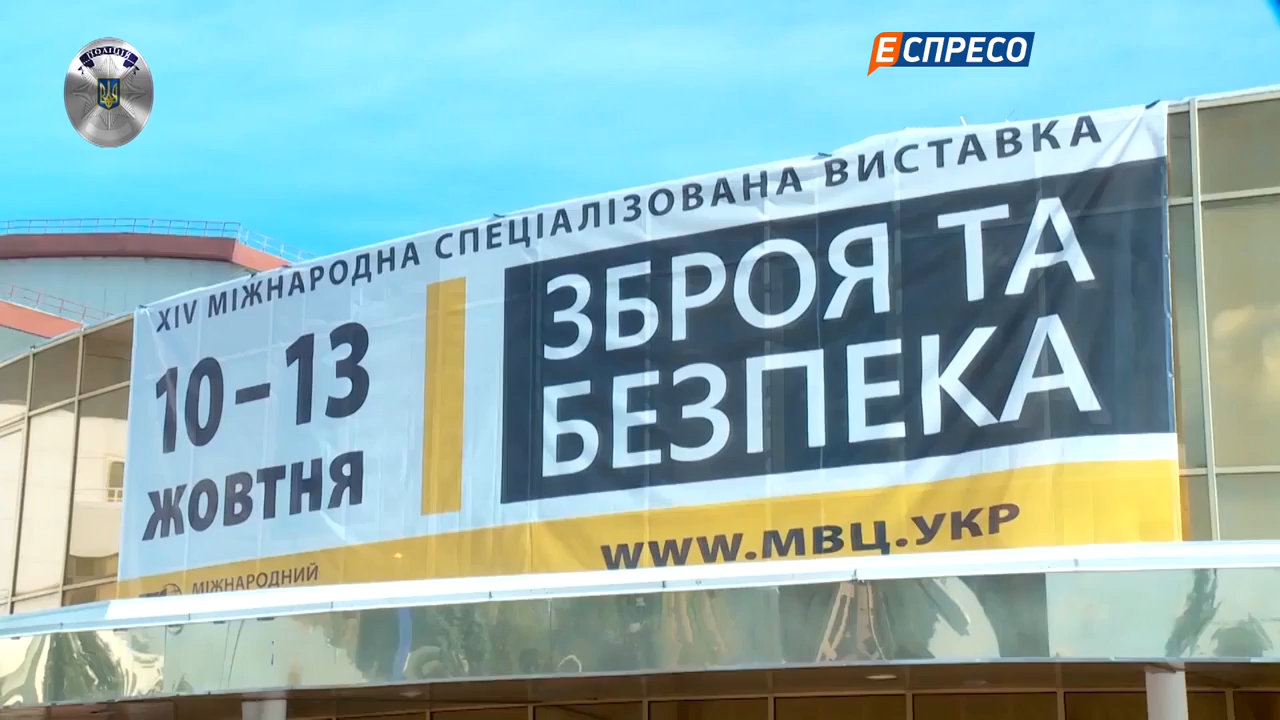 ПОЛІЦІЯ
ЕСПРЕСО
XIV МІЖНАРОДНА СПЕЦІАЛІЗОВАНА ВИСТАВКА
10 – 13
ЖОВТНЯ
ЗБРОЯ ТА
БЕЗПЕКА
WWW.МВЦ.УКР
МІЖНАРОДНИЙ